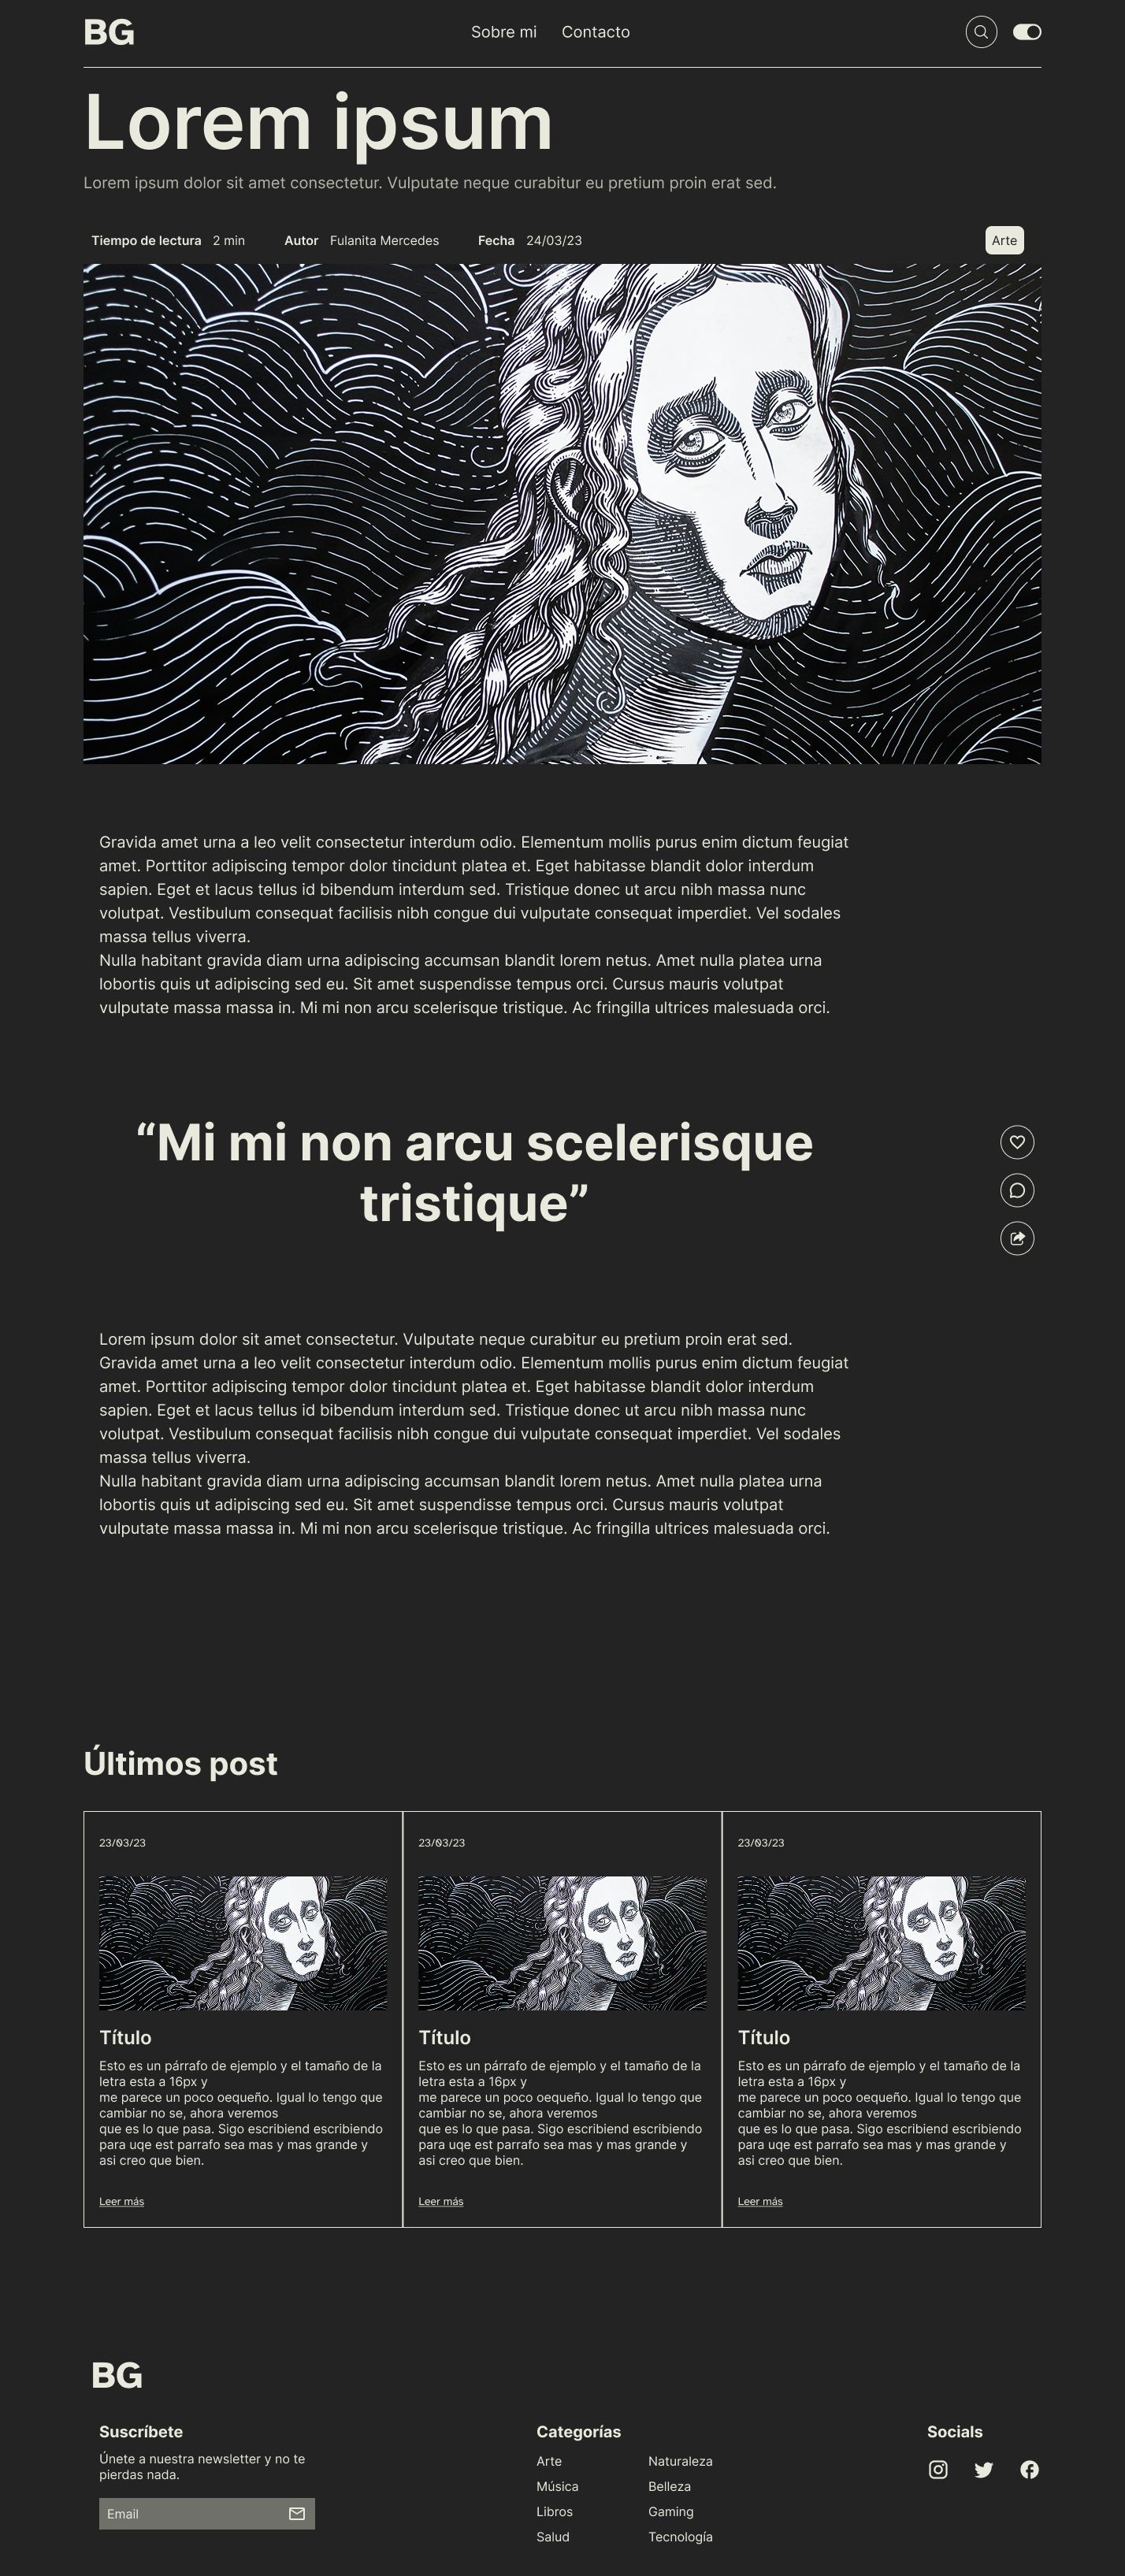 BG
Sobre mi Contacto
Lorem ipsum
Lorem ipsum dolor sit amet consectetur. Vulputate neque curabitur eu pretium proin erat sed.
Tiempo de lectura 2 min Autor Fulanita Mercedes Fecha 24/03/23 Arte
Gravida amet urna a leo velit consectetur interdum odio. Elementum mollis purus enim dictum feugiat
amet. Porttitor adipiscing tempor dolor tincidunt platea et. Eget habitasse blandit dolor interdum
sapien. Eget et lacus tellus id bibendum interdum sed. Tristique donec ut arcu nibh massa nunc
volutpat. Vestibulum consequat facilisis nibh congue dui vulputate consequat imperdiet. Vel sodales
massa tellus viverra.
Nulla habitant gravida diam urna adipiscing accumsan blandit lorem netus. Amet nulla platea urna
lobortis quis ut adipiscing sed eu. Sit amet suspendisse tempus orci. Cursus mauris volutpat
vulputate massa massa in. Mi mi non arcu scelerisque tristique. Ac fringilla ultrices malesuada orci.
“Mi mi non arcu scelerisque
tristique”
Lorem ipsum dolor sit amet consectetur. Vulputate neque curabitur eu pretium proin erat sed.
Gravida amet urna a leo velit consectetur interdum odio. Elementum mollis purus enim dictum feugiat
amet. Porttitor adipiscing tempor dolor tincidunt platea et. Eget habitasse blandit dolor interdum
sapien. Eget et lacus tellus id bibendum interdum sed. Tristique donec ut arcu nibh massa nunc
volutpat. Vestibulum consequat facilisis nibh congue dui vulputate consequat imperdiet. Vel sodales
massa tellus viverra.
Nulla habitant gravida diam urna adipiscing accumsan blandit lorem netus. Amet nulla platea urna
lobortis quis ut adipiscing sed eu. Sit amet suspendisse tempus orci. Cursus mauris volutpat
vulputate massa massa in. Mi mi non arcu scelerisque tristique. Ac fringilla ultrices malesuada orci.
Últimos post
23/03/23
Título
Esto es un párrafo de ejemplo y el tamaño de la
letra esta a 16px y
me parece un poco oequeño. Igual lo tengo que
cambiar no se, ahora veremos
que es lo que pasa. Sigo escribiend escribiendo
para uqe est parrafo sea mas y mas grande y
asi creo que bien.
Leer más
23/03/23
Título
Esto es un párrafo de ejemplo y el tamaño de la
letra esta a 16px y
me parece un poco oequeño. Igual lo tengo que
cambiar no se, ahora veremos
que es lo que pasa. Sigo escribiend escribiendo
para uqe est parrafo sea mas y mas grande y
asi creo que bien.
Leer más
23/03/23
Título
Esto es un párrafo de ejemplo y el tamaño de la
letra esta a 16px y
me parece un poco oequeño. Igual lo tengo que
cambiar no se, ahora veremos
que es lo que pasa. Sigo escribiend escribiendo
para uqe est parrafo sea mas y mas grande y
asi creo que bien.
Leer más
BG
Suscríbete
Únete a nuestra newsletter y no te
pierdas nada.
Email
Categorías
Arte Naturaleza
Música Belleza
Libros Gaming
Salud Tecnología
Socials